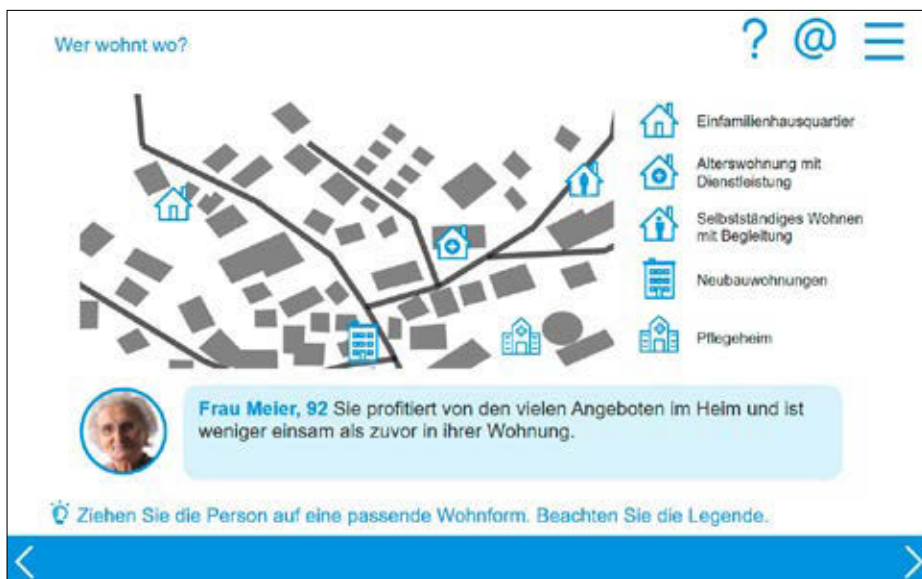 Wer wohnt wo?
? @
Einfamilienhausquartier
Alterswohnung mit
Dienstleistung
Selbstständiges Wohnen
mit Begleitung
Neubauwohnungen
Pflegeheim
Frau Meier, 92 Sie profitiert von den vielen Angeboten im Heim und ist
weniger einsam als zuvor in ihrer Wohnung.
Ziehen Sie die Person auf eine passende Wohnform. Beachten Sie die Legende.